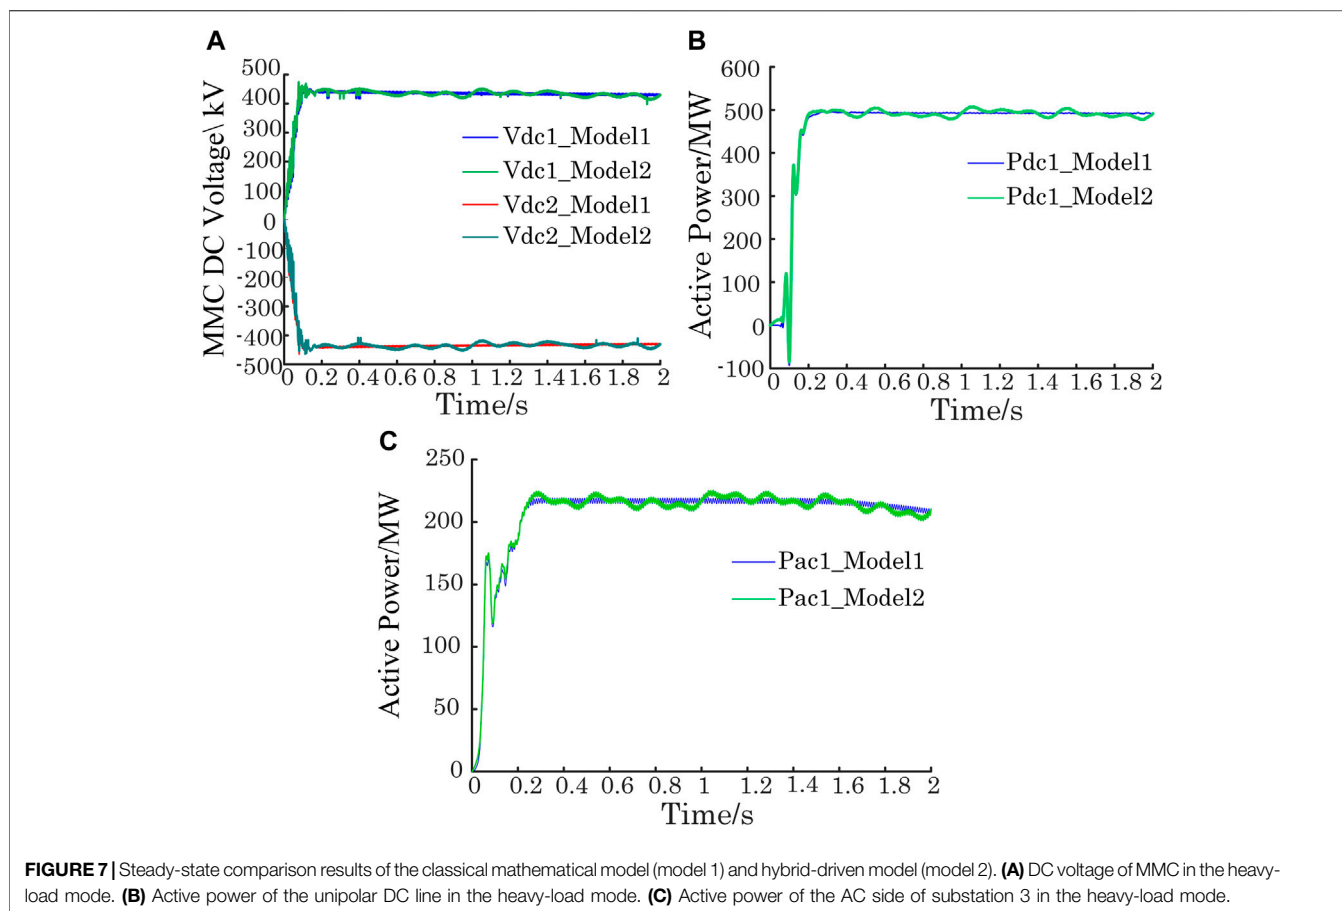 A
MMC DC Voltage\ kV
500
400
300
200
100
0
-100
-200
-300
-400
-500
0 0.2 0.4 0.6 0.8 1 1.2 1.4 1.6 1.8 2
Time/s
Vdc1_Model1
Vdc1_Model2
Vdc2_Model1
Vdc2_Model2
B
Active Power/MW
600
500
400
300
200
100
0
-100
0 0.2 0.4 0.6 0.8 1 1.2 1.4 1.6 1.8 2
Time/s
Pdc1_Model1
Pdc1_Model2
C
Active Power/MW
250
200
150
100
50
0
0 0.2 0.4 0.6 0.8 1 1.2 1.4 1.6 1.8 2
Time/s
Pac1_Model1
Pac1_Model2
FIGURE 7 | Steady-state comparison results of the classical mathematical model (model 1) and hybrid-driven model (model 2). (A) DC voltage of MMC in the heavy-
load mode. (B) Active power of the unipolar DC line in the heavy-load mode. (C) Active power of the AC side of substation 3 in the heavy-load mode.